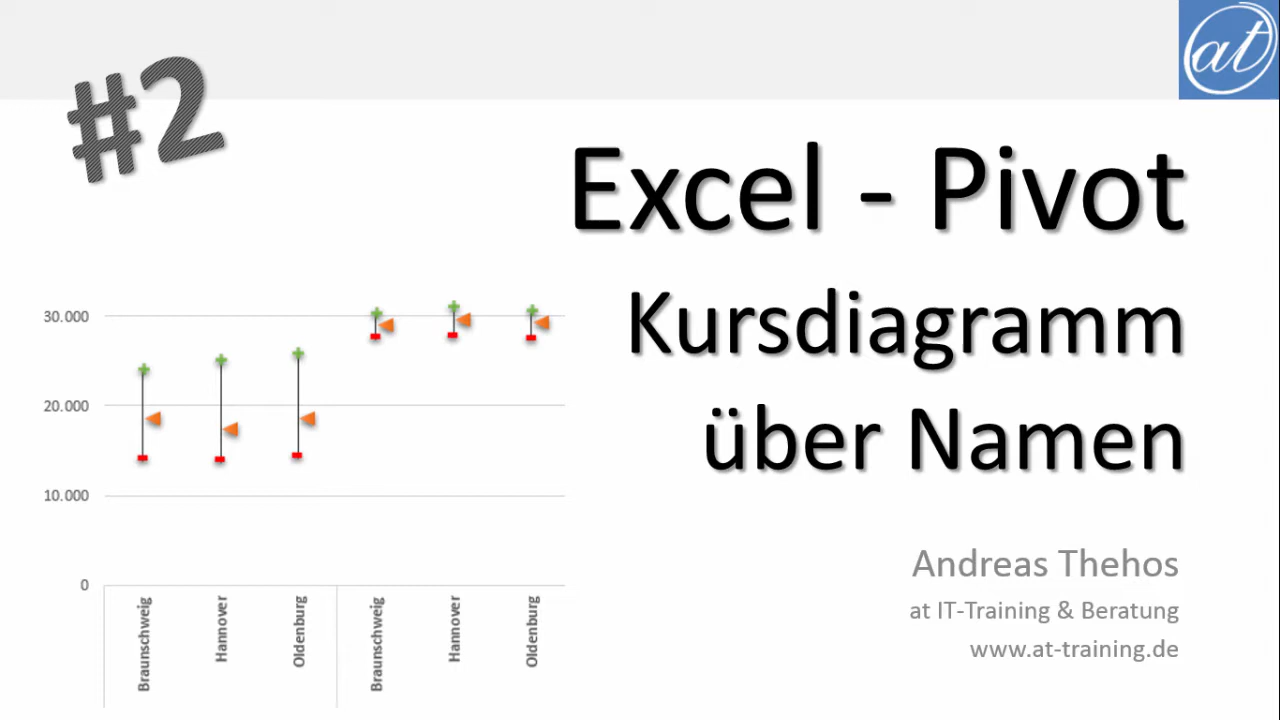 at
#2
Excel - Pivot
Kursdiagramm
über Namen
30.000
20.000
10.000
0
Braunschweig
Hannover
Oldenburg
Braunschweig
Hannover
Oldenburg
Andreas Thehos
at IT-Training & Beratung
www.at-training.de